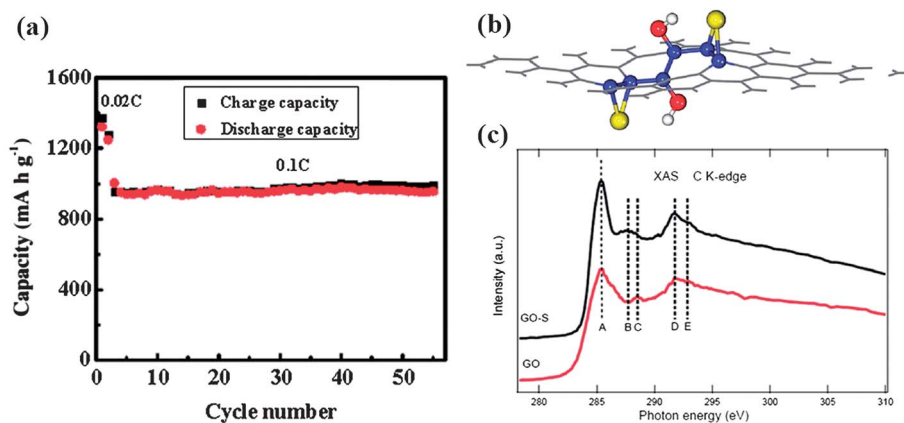 (a)
1600
1200
900
400
0
0.02C
Charge capacity
Discharge capacity
0.1C
Capacity (mA h g⁻¹)
0 10 20 30 40 50
Cycle number
(b)
(c)
XAS C K-edge
Intensity (a.u.)
GO-S
GO
A B C D E
280 285 290 295 300 305 310
Photon energy (eV)